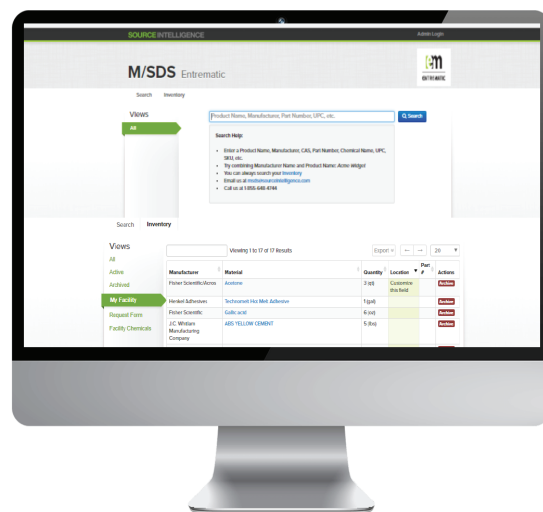 SOURCE INTELLIGENCE
Admin Login
M/SDS Entrematic
em
ENTREMATIC
Search Inventory
Views
All
Product Name, Manufacturer, Part Number, UPC, etc.
Search
Search Help:
• Enter a Product Name, Manufacturer, CAS, Part Number, Chemical Name, UPC,
SKU, etc.
• Try combining Manufacturer Name and Product Name: Acme Widget
• You can always search your Inventory
• Email us at msds@sourceintelligence.com
• Call us at 1-855-648-4744
Search Inventory
Views
All
Active
Archived
My Facility
Request Form
Facility Chemicals
Viewing 1 to 17 of 17 Results
Export
← → 20
Manufacturer Material Quantity Location Part # Actions
Fisher Scientific/Acros Acetone 3 (qt) Customize this field Archive
Henkel Adhesives Technomelt Hot Melt Adhesive 1 (gal) Archive
Fisher Scientific Gallic acid 6 (oz) Archive
J.C. Whitlam Manufacturing Company ABS YELLOW CEMENT 5 (lbs) Archive